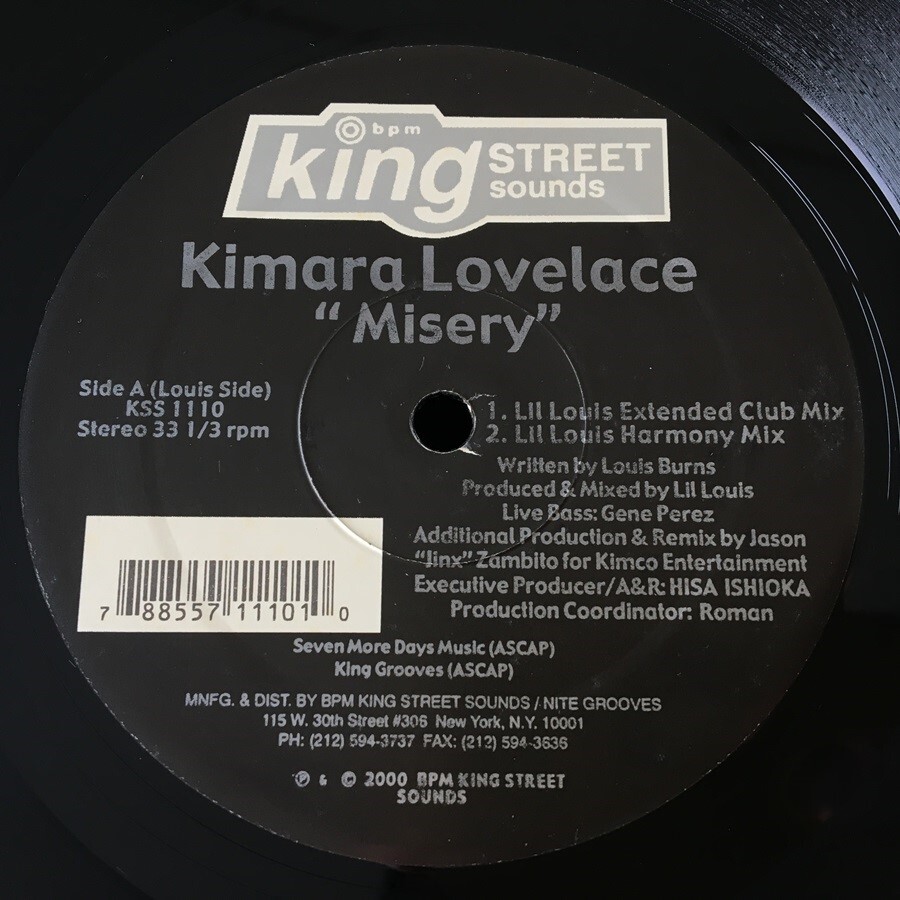 bpm
king STREET
sounds
Kimara Lovelace
“Misery”
Side A (Louis Side)
KSS 1110
Stereo 33 1/3 rpm
1. Lil Louis Extended Club Mix
2. Lil Louis Harmony Mix
Written by Louis Burns
Produced & Mixed by Lil Louis
Live Bass: Gene Perez
Additional Production & Remix by Jason
“Jinx” Zambito for Kimco Entertainment
Executive Producer/A&R: HISA ISHIOKA
Production Coordinator: Roman
7 88557 11101 0
Seven More Days Music (ASCAP)
King Grooves (ASCAP)
MNFG. & DIST. BY BPM KING STREET SOUNDS / NITE GROOVES
115 W. 30th Street #306 New York, N.Y. 10001
PH: (212) 594-3737 FAX: (212) 594-3636
℗ & © 2000 BPM KING STREET
SOUNDS